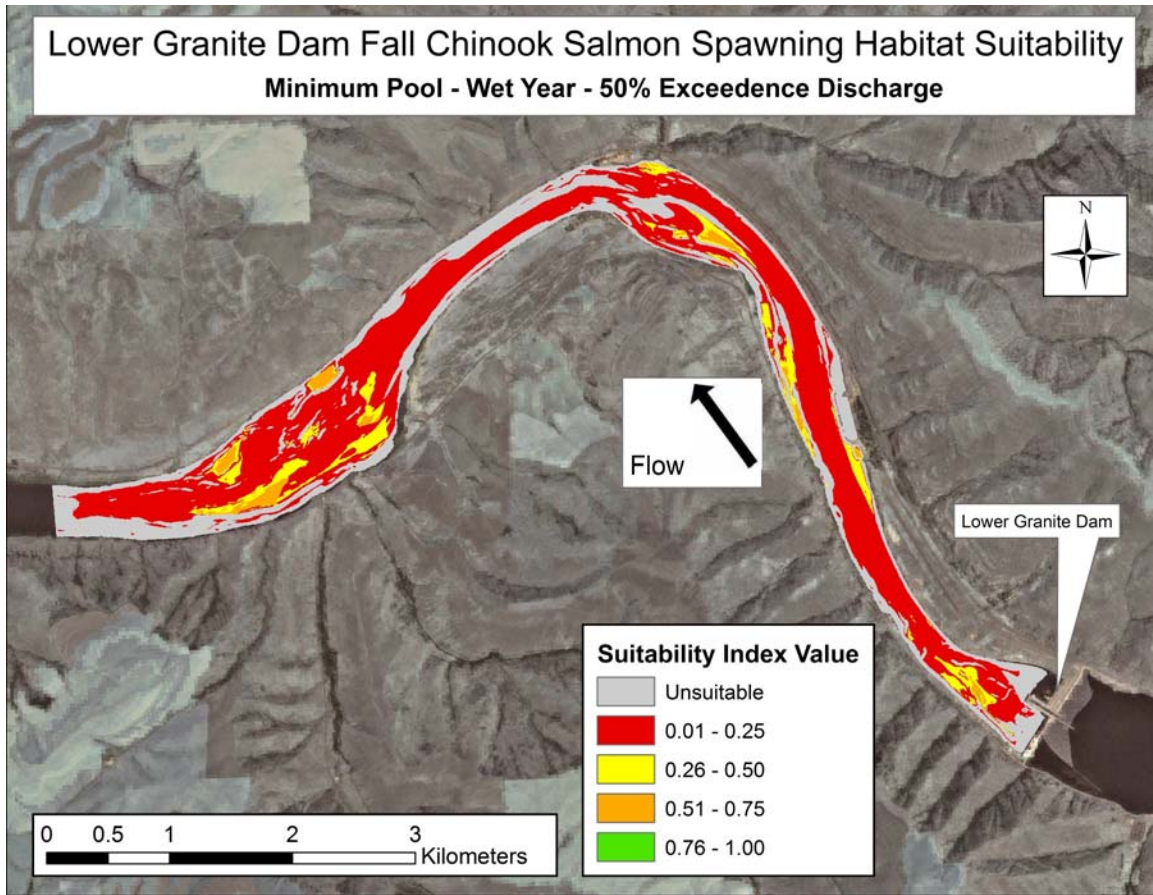 Lower Granite Dam Fall Chinook Salmon Spawning Habitat Suitability
Minimum Pool - Wet Year - 50% Exceedence Discharge
N
Flow
Lower Granite Dam
Suitability Index Value
Unsuitable
0.01 - 0.25
0.26 - 0.50
0.51 - 0.75
0.76 - 1.00
0 0.5 1 2 3
Kilometers